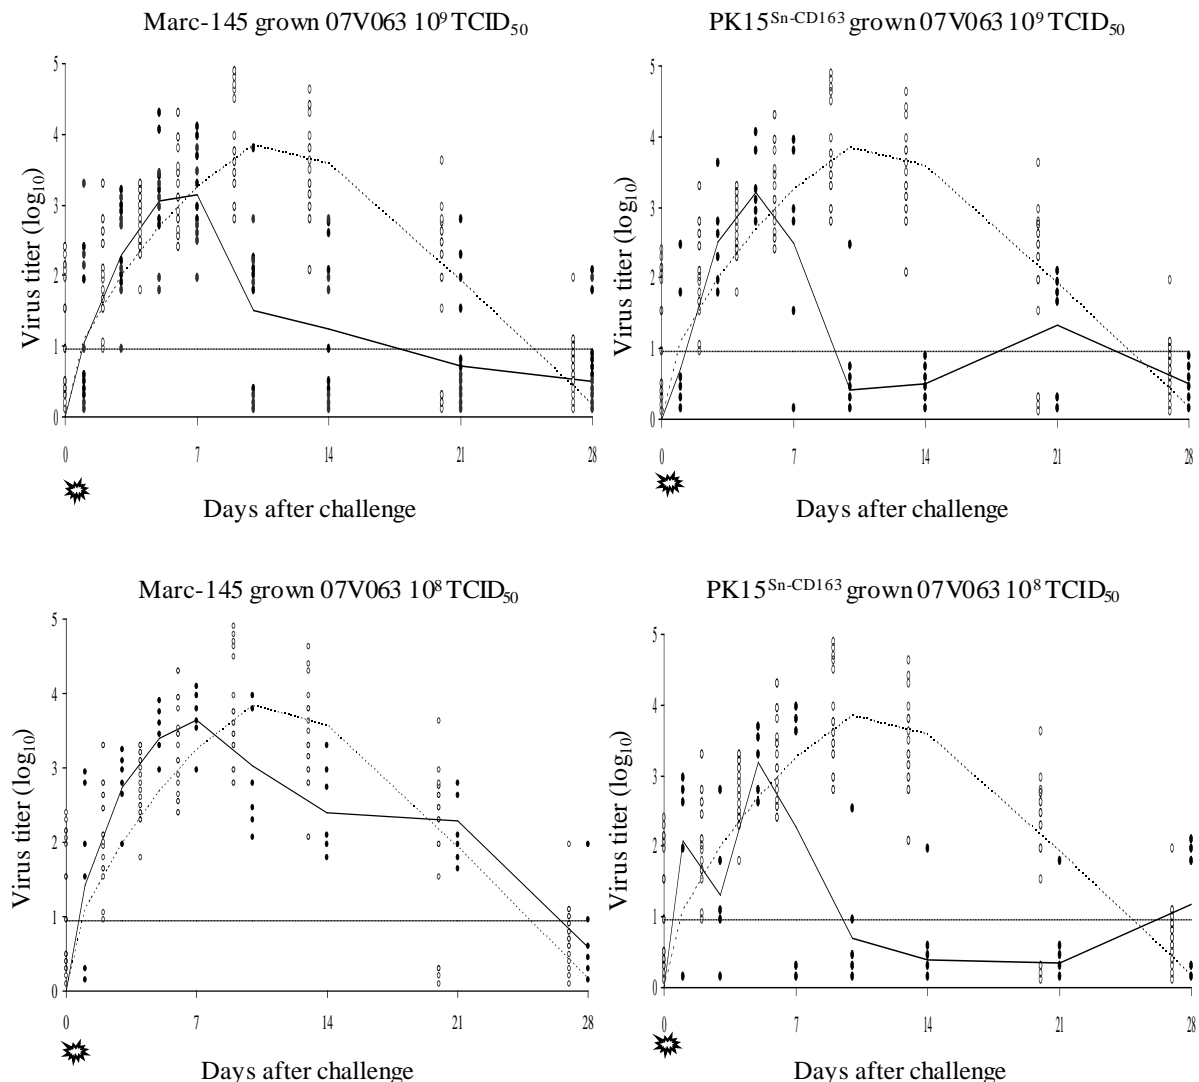 Marc-145 grown 07V063 10⁹ TCID₅₀
PK15ˢⁿ⁻ᶜᴰ¹⁶³ grown 07V063 10⁹ TCID₅₀
Virus titer (log₁₀)
5
4
3
2
1
0
0 7 14 21 28
Days after challenge
Virus titer (log₁₀)
5
4
3
2
1
0
0 7 14 21 28
Days after challenge
Marc-145 grown 07V063 10⁸ TCID₅₀
PK15ˢⁿ⁻ᶜᴰ¹⁶³ grown 07V063 10⁸ TCID₅₀
Virus titer (log₁₀)
5
4
3
2
1
0
0 7 14 21 28
Days after challenge
Virus titer (log₁₀)
5
4
3
2
1
0
0 7 14 21 28
Days after challenge